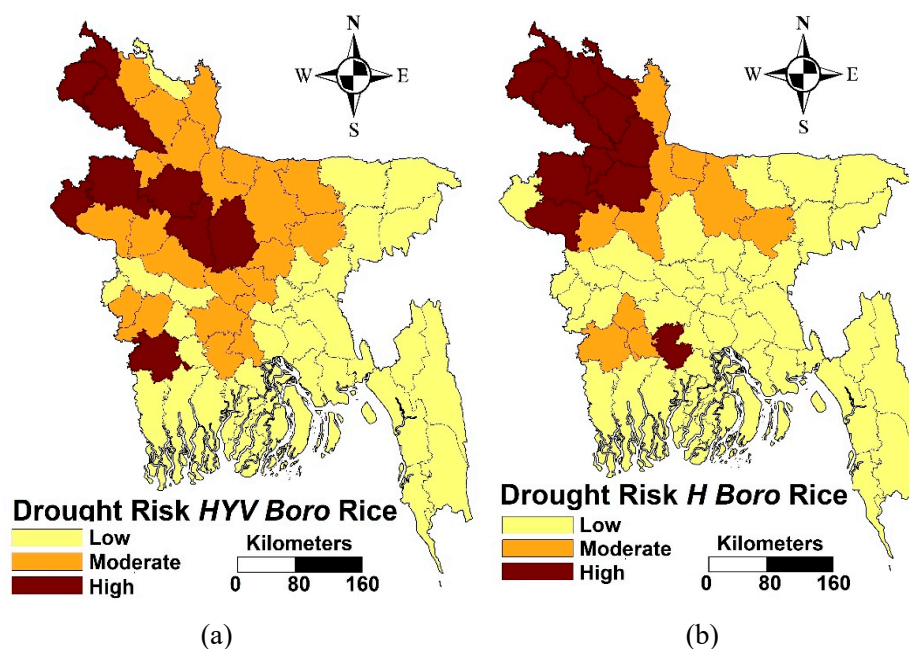 N
W E
S
Drought Risk HYV Boro Rice
Low
Moderate
High
Kilometers
0 80 160
(a)
N
W E
S
Drought Risk H Boro Rice
Low
Moderate
High
Kilometers
0 80 160
(b)